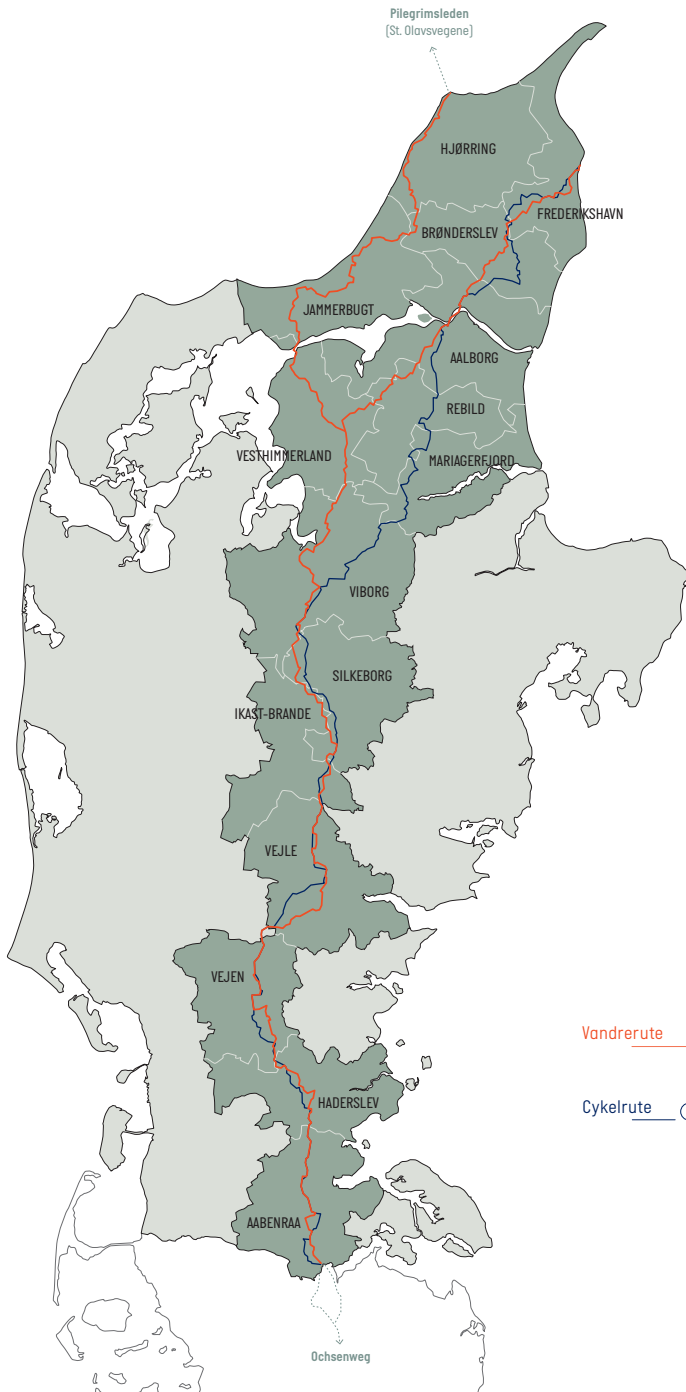 Pilegrimsleden
(St. Olavsvegene)
HJØRRING
FREDERIKSHAVN
BRØNDERSLEV
JAMMERBUGT
AALBORG
REBILD
VESTHIMMERLAND
MARIAGERFJORD
VIBORG
SILKEBORG
IKAST-BRANDE
VEJLE
VEJEN
Vandrerute
HADERSLEV
Cykelrute
AABENRAA
Ochsenweg